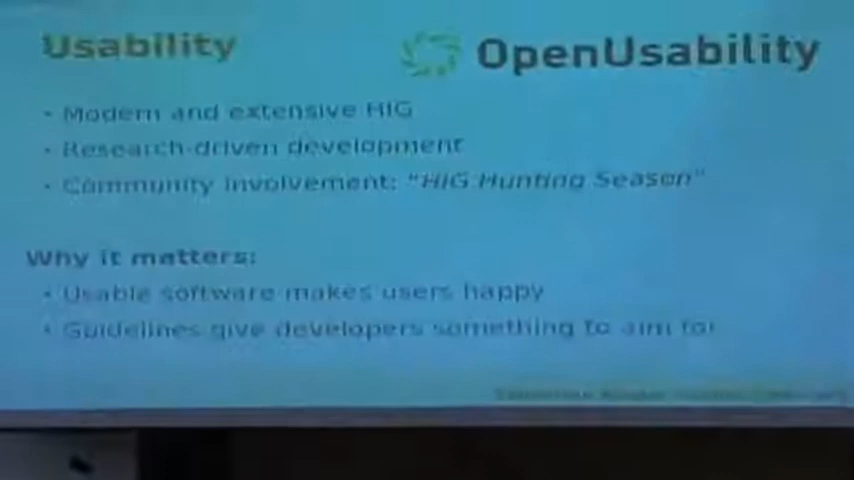 Usability
OpenUsability
• Modern and extensive HIG
• Research-driven development
• Community involvement: “HIG Hunting Season”
Why it matters:
• Usable software makes users happy
• Guidelines give developers something to aim for